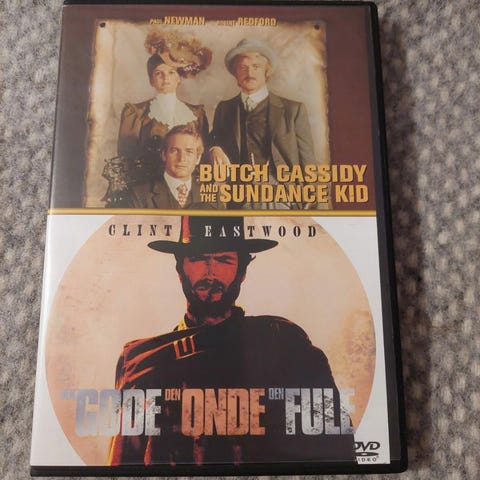 PAUL NEWMAN ROBERT REDFORD
BUTCH CASSIDY
AND THE SUNDANCE KID
CLINT EASTWOOD
DEN GODE DEN ONDE DEN FULE
DVD
VIDEO